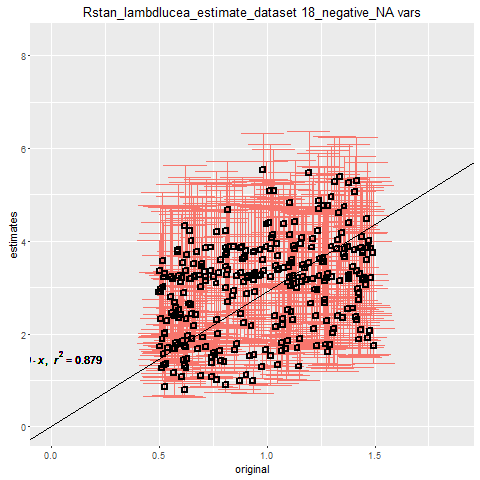 Rstan_lambdlucea_estimate_dataset 18_negative_NA vars
8
6
estimates
4
2
· x, r² = 0.879
0
0.0 0.5 1.0 1.5
original